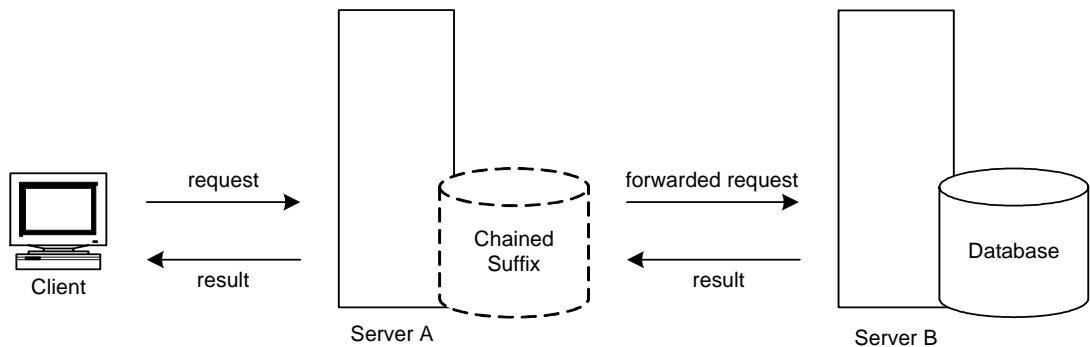 request
forwarded request
Chained
Suffix
Database
result
result
Client
Server A
Server B